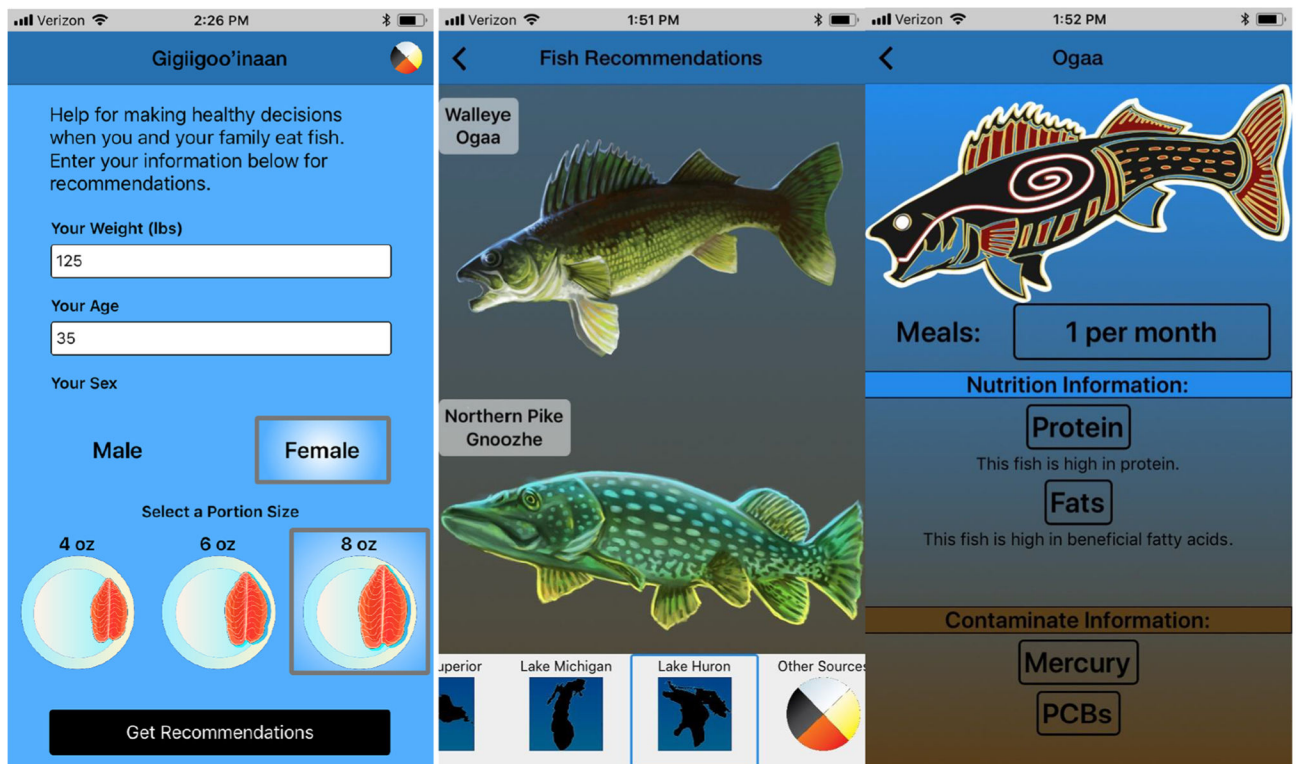 Verizon 2:26 PM
Gigiigoo'inaan
Help for making healthy decisions
when you and your family eat fish.
Enter your information below for
recommendations.
Your Weight (lbs)
125
Your Age
35
Your Sex
Male Female
Select a Portion Size
4 oz 6 oz 8 oz
Get Recommendations
Verizon 1:51 PM
Fish Recommendations
Walleye
Ogaa
Northern Pike
Gnoozhe
uperior Lake Michigan Lake Huron Other Sources
Verizon 1:52 PM
Ogaa
Meals: 1 per month
Nutrition Information:
Protein
This fish is high in protein.
Fats
This fish is high in beneficial fatty acids.
Contaminate Information:
Mercury
PCBs